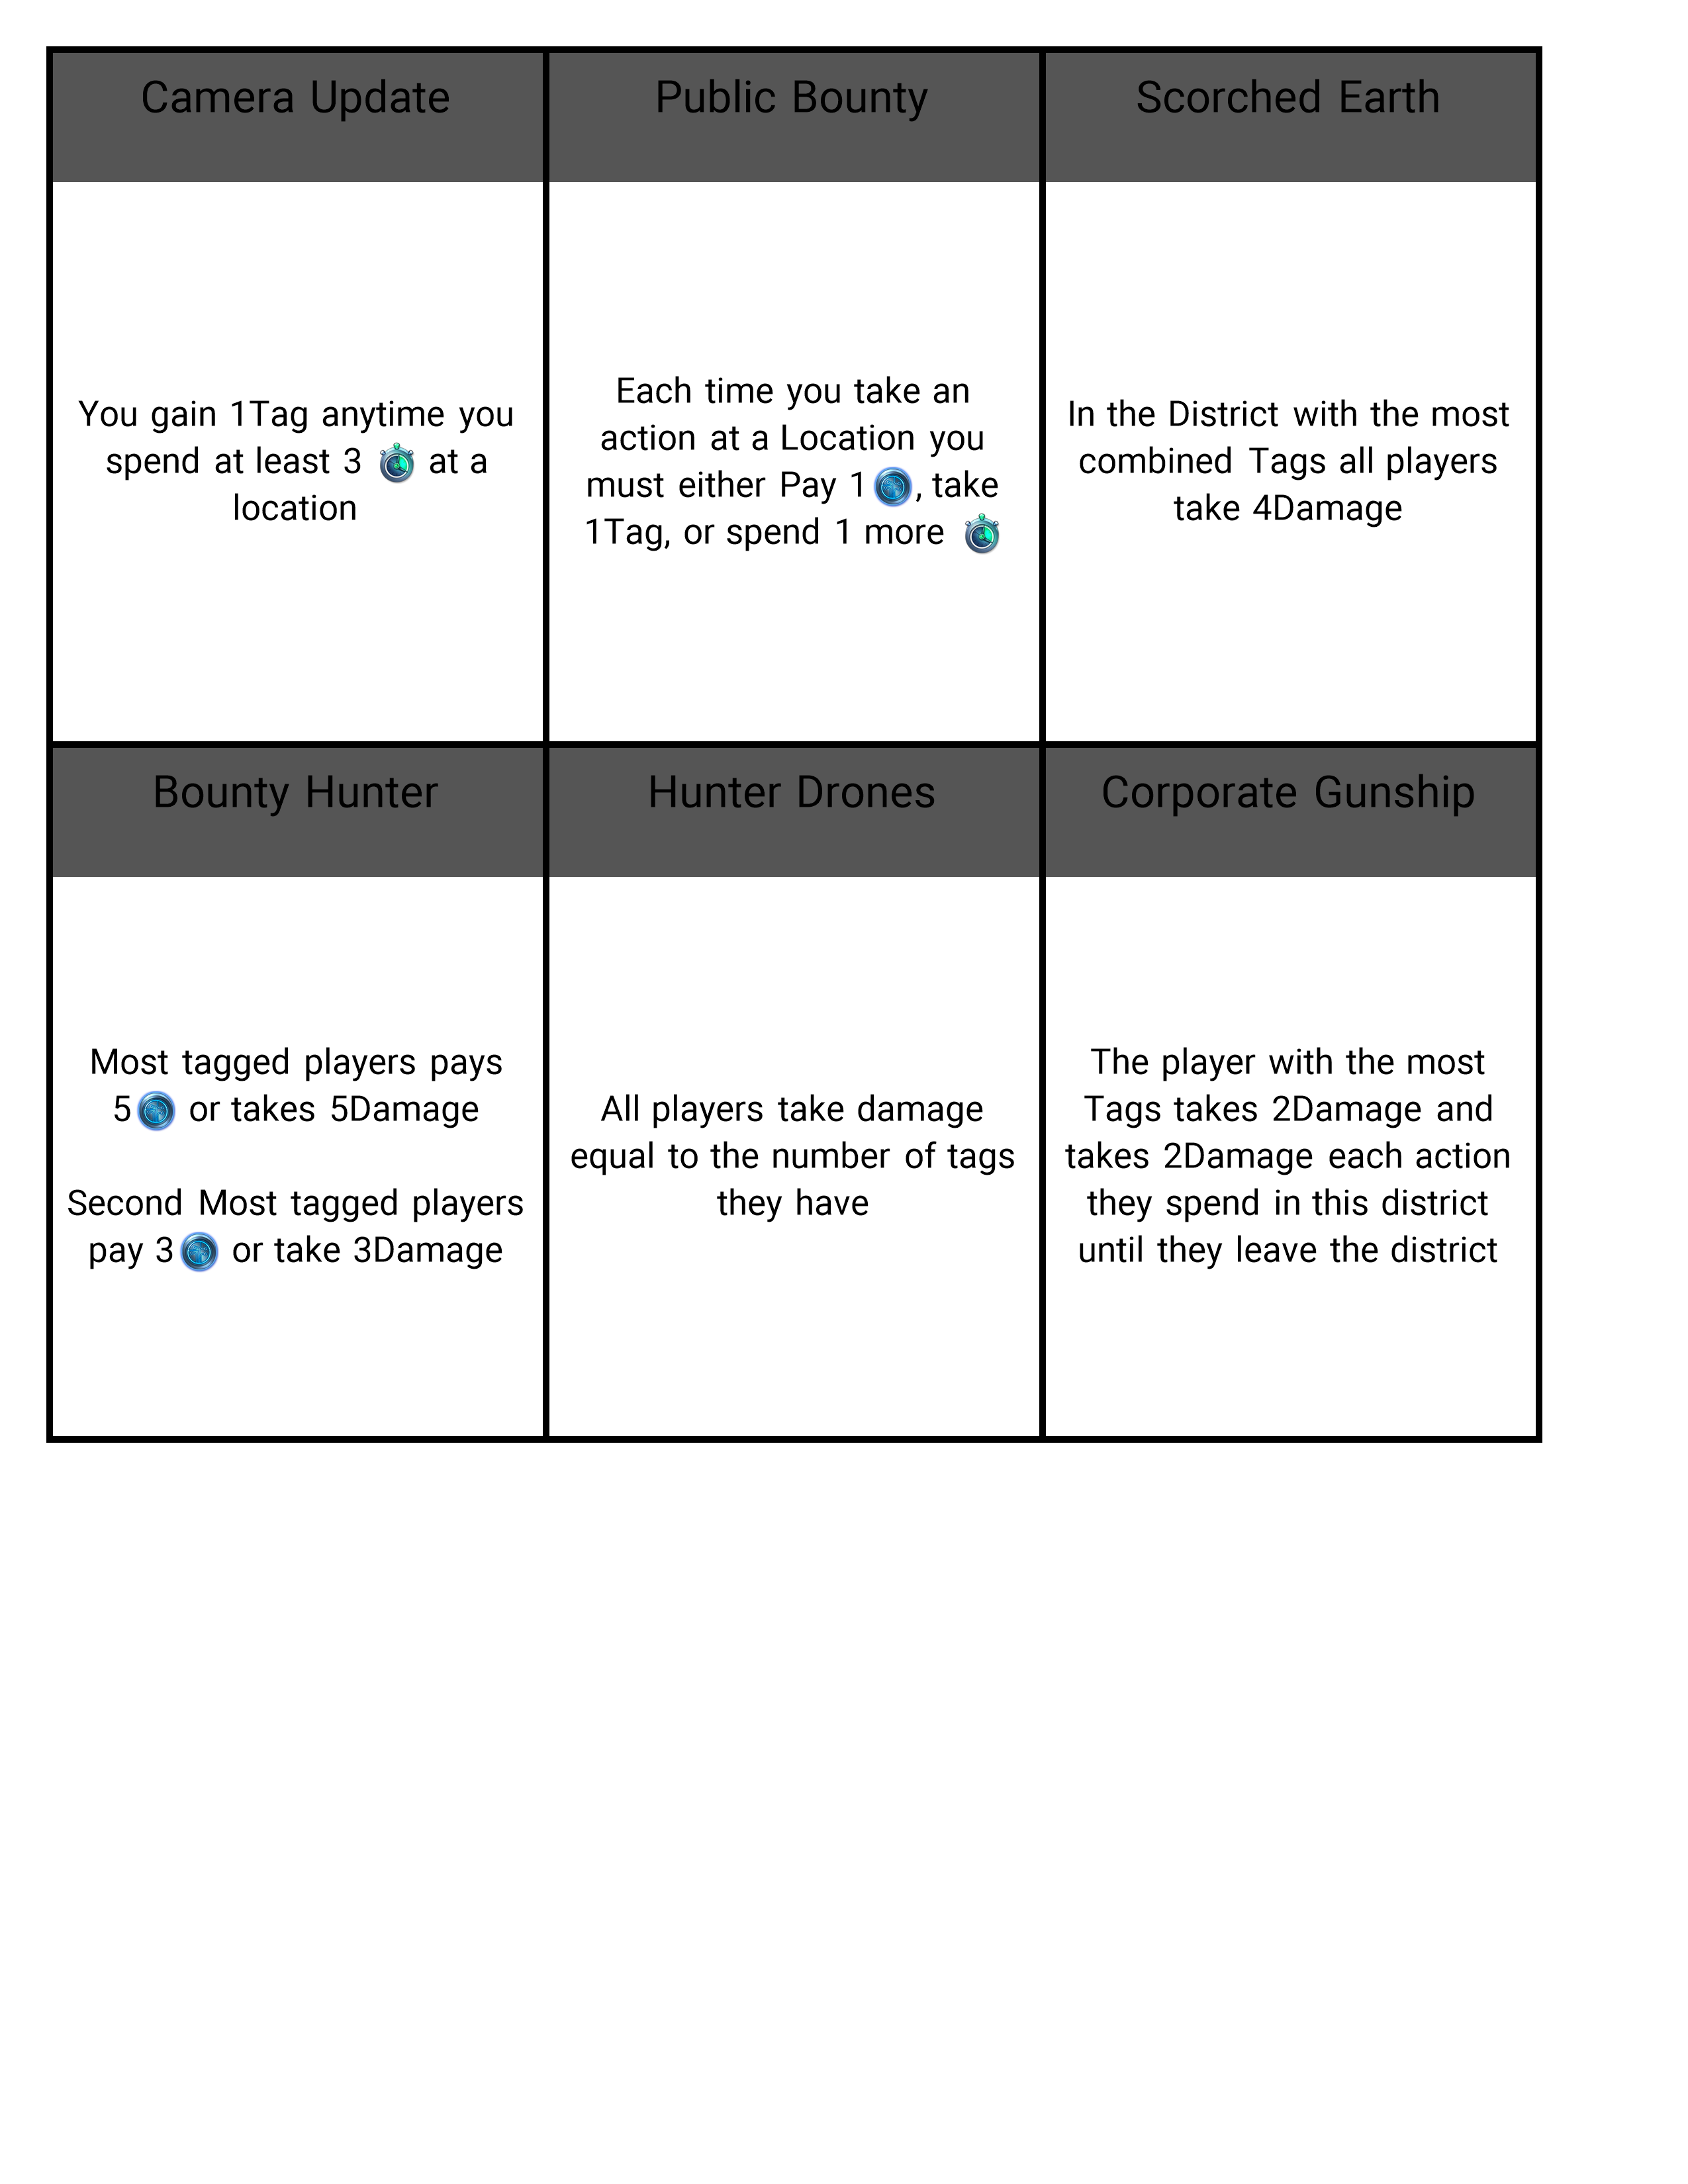 Camera Update
You gain 1Tag anytime you
spend at least 3 at a
location
Public Bounty
Each time you take an
action at a Location you
must either Pay 1 , take
1Tag, or spend 1 more
Scorched Earth
In the District with the most
combined Tags all players
take 4Damage
Bounty Hunter
Most tagged players pays
5 or takes 5Damage
Second Most tagged players
pay 3 or take 3Damage
Hunter Drones
All players take damage
equal to the number of tags
they have
Corporate Gunship
The player with the most
Tags takes 2Damage and
takes 2Damage each action
they spend in this district
until they leave the district